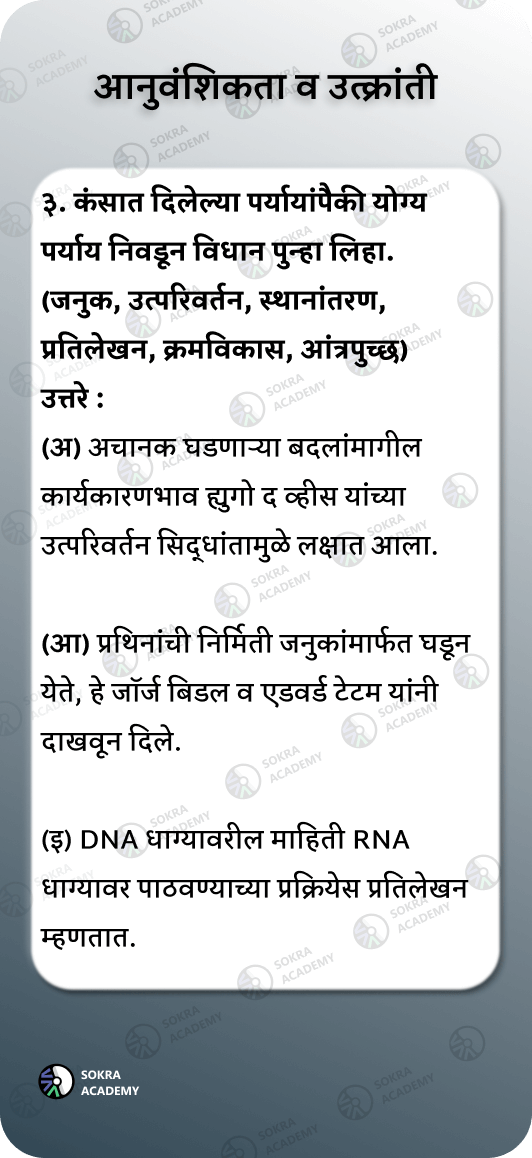 आनुवंशिकता व उत्क्रांती
३. कंसात दिलेल्या पर्यायांपैकी योग्य
पर्याय निवडून विधान पुन्हा लिहा.
(जनुक, उत्परिवर्तन, स्थानांतरण,
प्रतिलेखन, क्रमविकास, आंत्रपुच्छ)
उत्तरे :
(अ) अचानक घडणाऱ्या बदलांमागील
कार्यकारणभाव ह्युगो द व्हीस यांच्या
उत्परिवर्तन सिद्‍धांतामुळे लक्षात आला.
(आ) प्रथिनांची निर्मिती जनुकांमार्फत घडून
येते, हे जॉर्ज बिडल व एडवर्ड टेटम यांनी
दाखवून दिले.
(इ) DNA धाग्यावरील माहिती RNA
धाग्यावर पाठवण्याच्या प्रक्रियेस प्रतिलेखन
म्हणतात.
SOKRA
ACADEMY